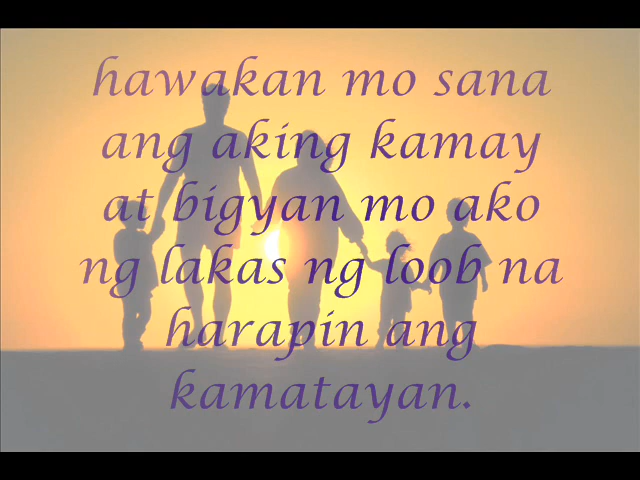 hawakan mo sana
ang aking kamay
at bigyan mo ako
ng lakas ng loob na
harapin ang
kamatayan.